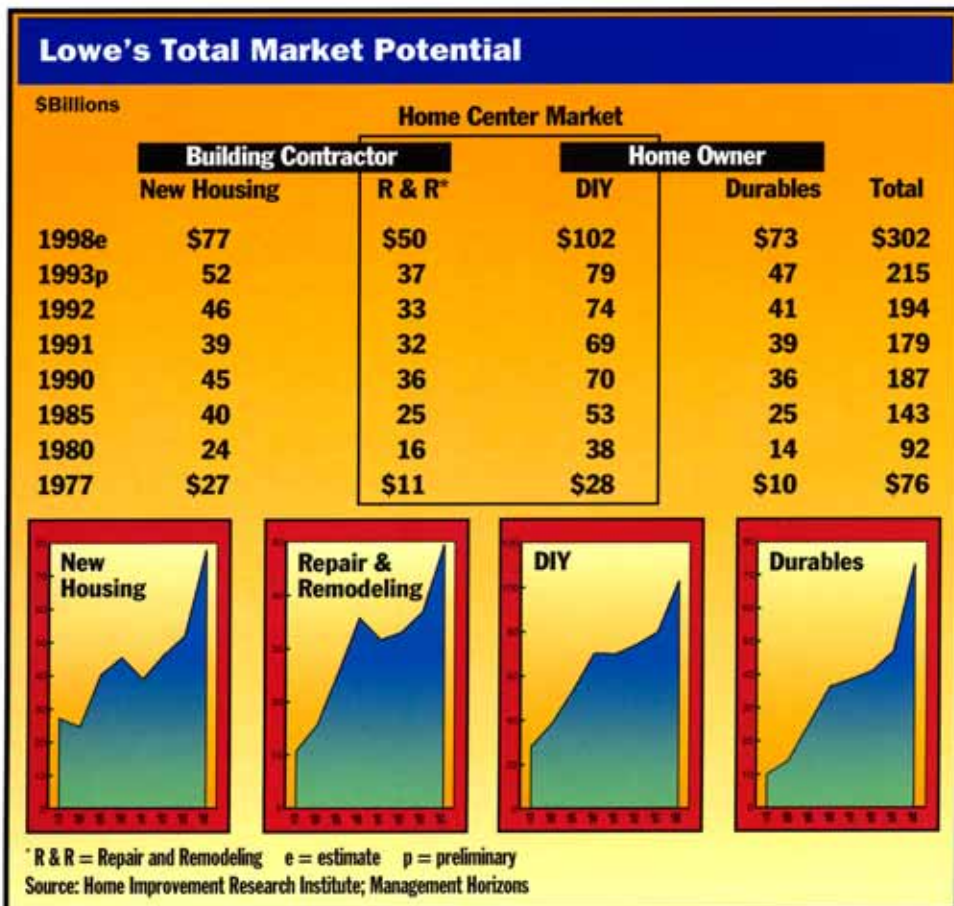 Lowe's Total Market Potential
$Billions
Home Center Market
Building Contractor Home Owner
New Housing R & R* DIY Durables Total
1998e $77 $50 $102 $73 $302
1993p 52 37 79 47 215
1992 46 33 74 41 194
1991 39 32 69 39 179
1990 45 36 70 36 187
1985 40 25 53 25 143
1980 24 16 38 14 92
1977 $27 $11 $28 $10 $76
New Housing
Repair & Remodeling
DIY
Durables
* R & R = Repair and Remodeling e = estimate p = preliminary
Source: Home Improvement Research Institute; Management Horizons